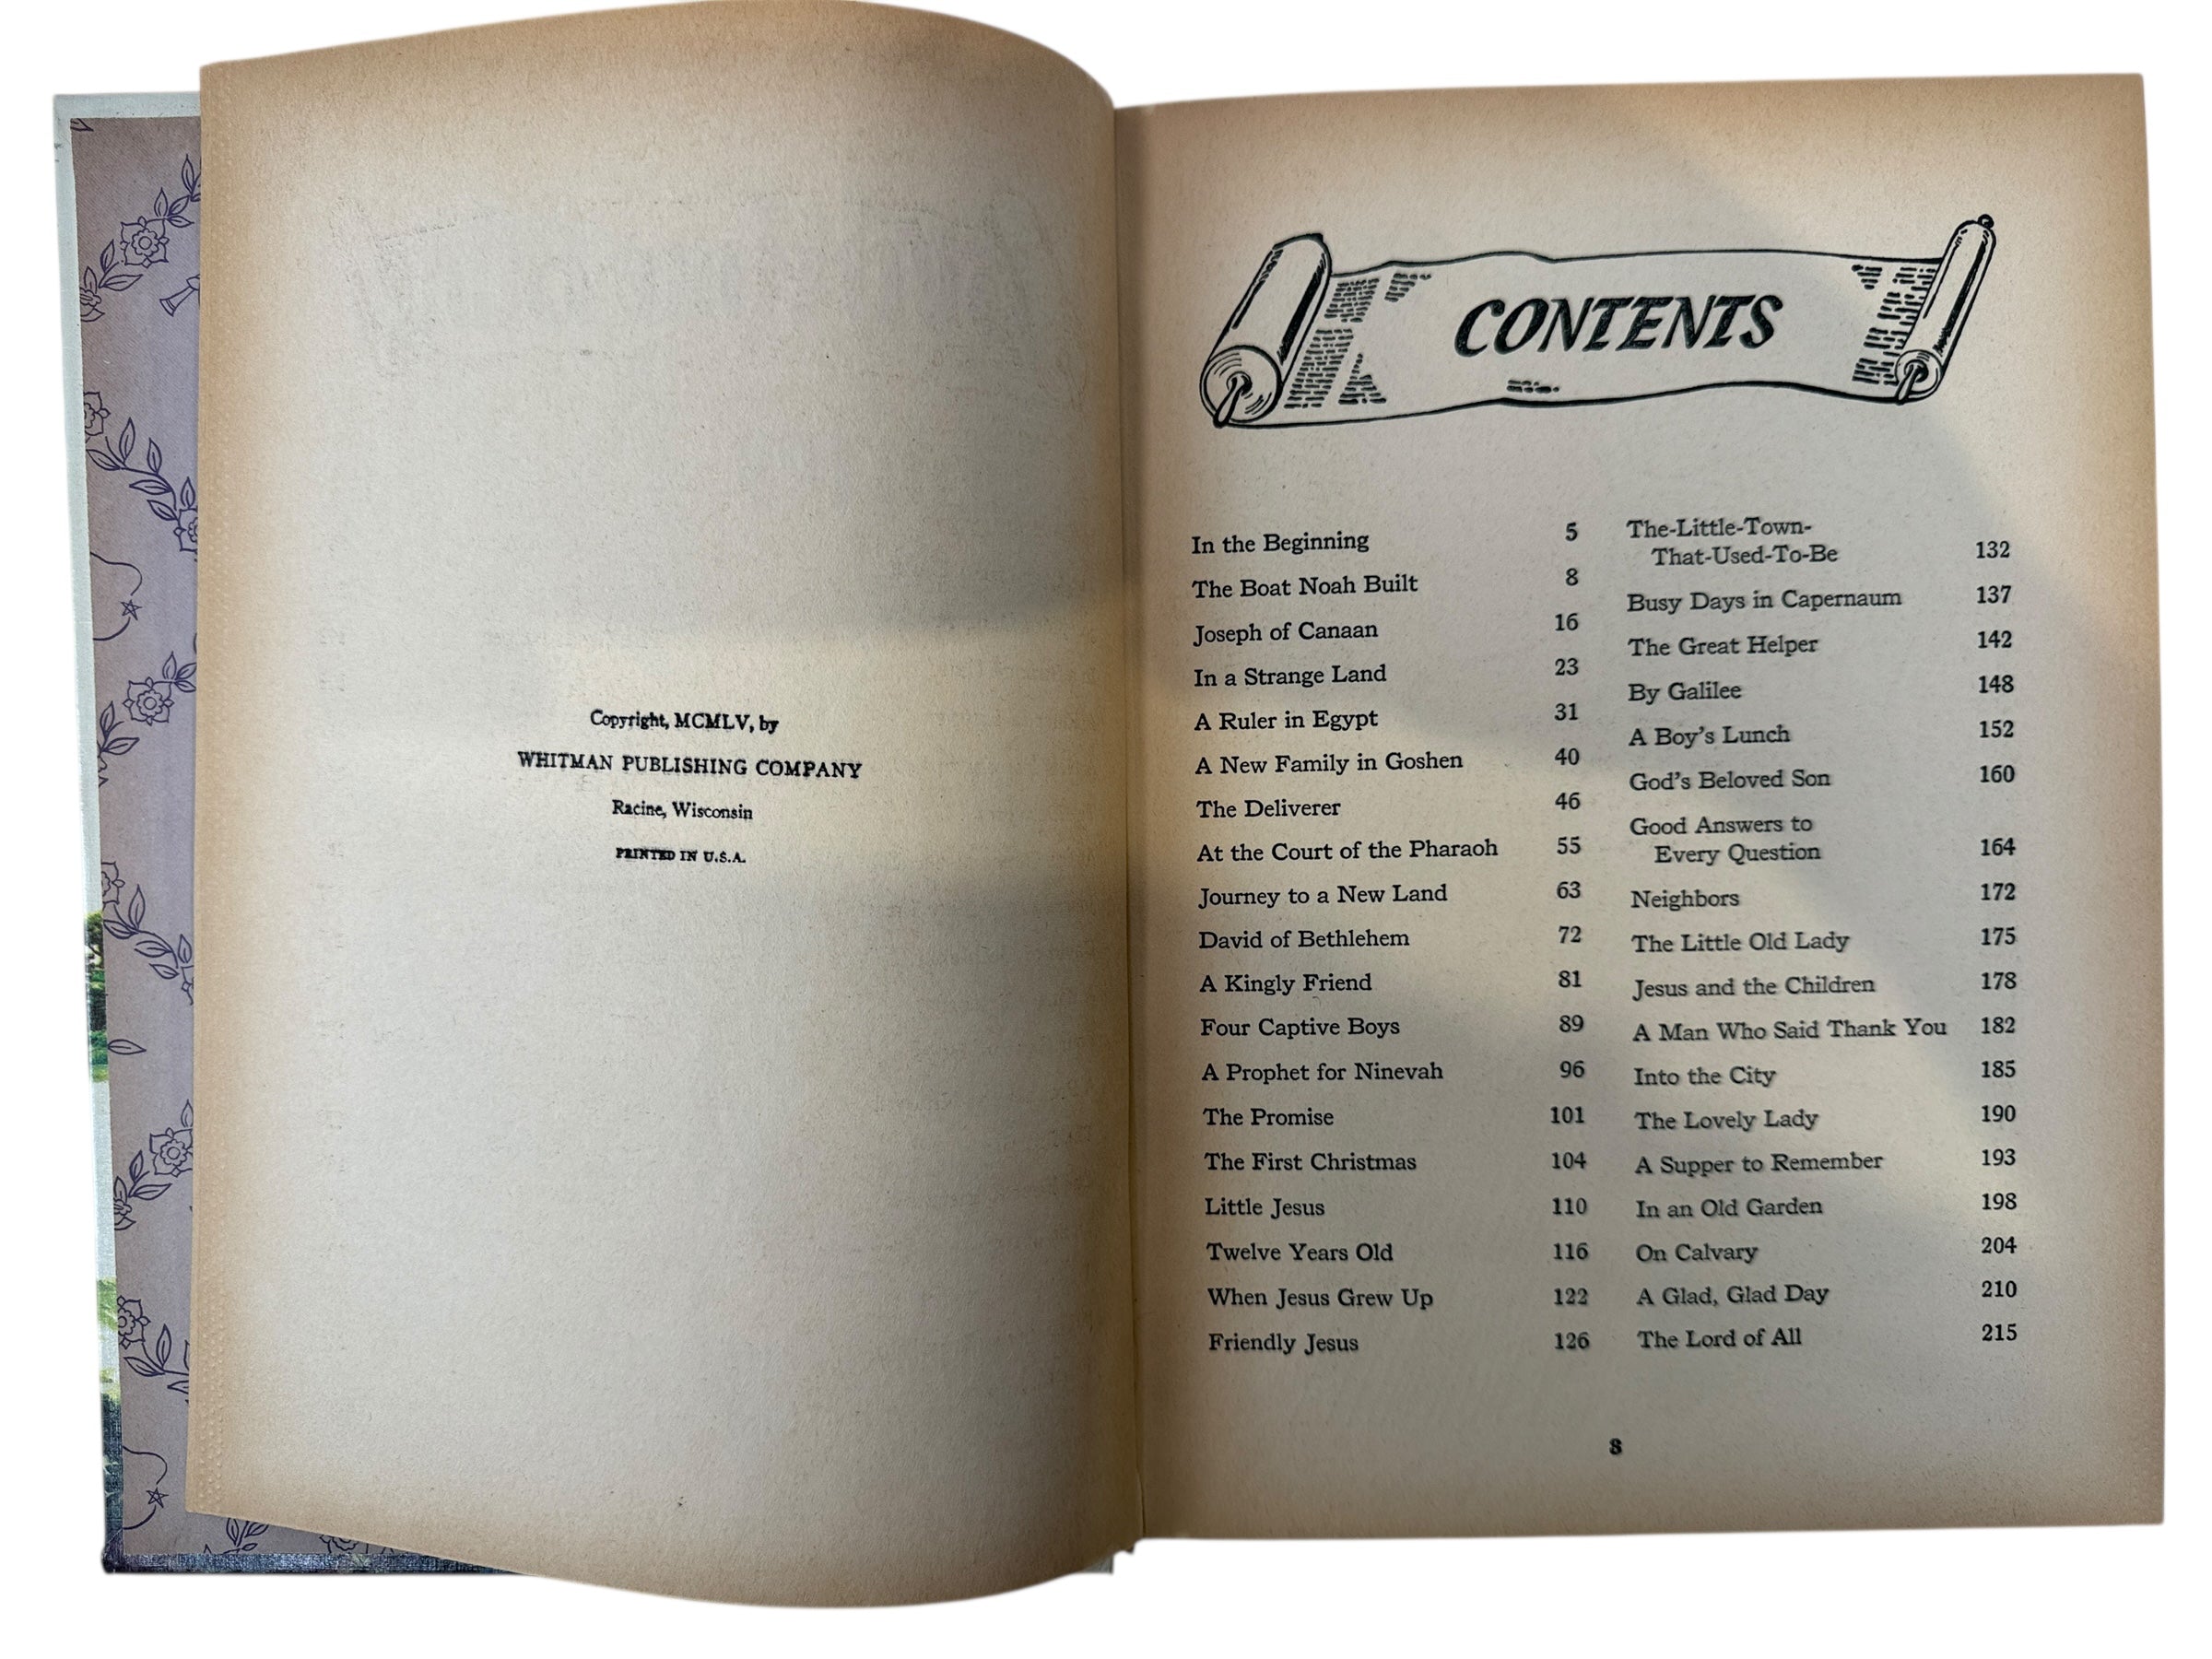 Copyright, MCMLV, by
WHITMAN PUBLISHING COMPANY
Racine, Wisconsin
PRINTED IN U.S.A.
CONTENTS
In the Beginning 5
The Boat Noah Built 8
Joseph of Canaan 16
In a Strange Land 23
A Ruler in Egypt 31
A New Family in Goshen 40
The Deliverer 46
At the Court of the Pharaoh 55
Journey to a New Land 63
David of Bethlehem 72
A Kingly Friend 81
Four Captive Boys 89
A Prophet for Ninevah 96
The Promise 101
The First Christmas 104
Little Jesus 110
Twelve Years Old 116
When Jesus Grew Up 122
Friendly Jesus 126
The-Little-Town-
That-Used-To-Be 132
Busy Days in Capernaum 137
The Great Helper 142
By Galilee 148
A Boy's Lunch 152
God's Beloved Son 160
Good Answers to
Every Question 164
Neighbors 172
The Little Old Lady 175
Jesus and the Children 178
A Man Who Said Thank You 182
Into the City 185
The Lovely Lady 190
A Supper to Remember 193
In an Old Garden 198
On Calvary 204
A Glad, Glad Day 210
The Lord of All 215